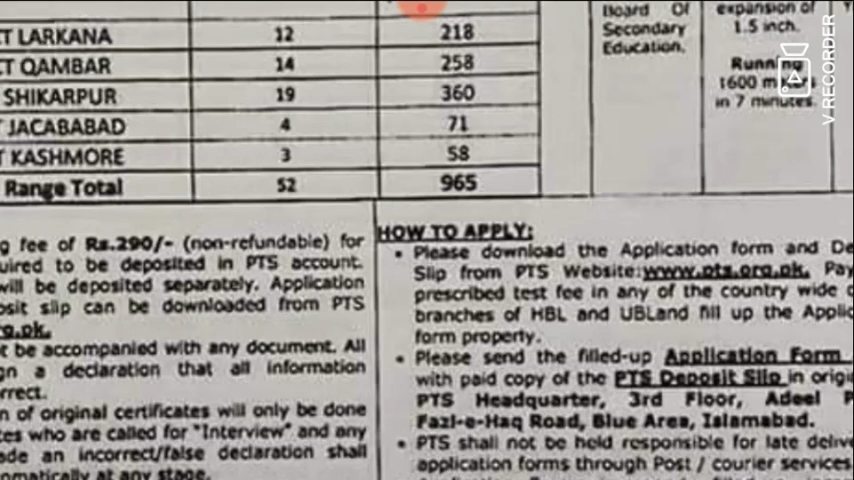 T LARKANA 12 218
CT QAMBAR 14 258
SHIKARPUR 19 360
T JACABABAD 4 71
T KASHMORE 3 58
Range Total 52 965
Board Of
Secondary
Education.
expansion of
1.5 inch.
Running
1600 meters
in 7 minutes.
V RECORDER
g fee of Rs.290/- (non-refundable) for
uired to be deposited in PTS account.
will be deposited separately. Application
osit slip can be downloaded from PTS
rg.pk.
t be accompanied with any document. All
gn a declaration that all information
rrect.
n of original certificates will only be done
tes who are called for "Interview" and any
ade an incorrect/false declaration shall
omatically at any stage.
HOW TO APPLY:
• Please download the Application form and De
Slip from PTS Website:www.pts.org.pk. Pay
prescribed test fee in any of the country wide o
branches of HBL and UBLand fill up the Applic
form property.
• Please send the filled-up Application Form
with paid copy of the PTS Deposit Slip in origi
PTS Headquarter, 3rd Floor, Adeel P
Fazl-e-Haq Road, Blue Area, Islamabad.
• PTS shall not be held responsible for late delive
application forms through Post / courier services